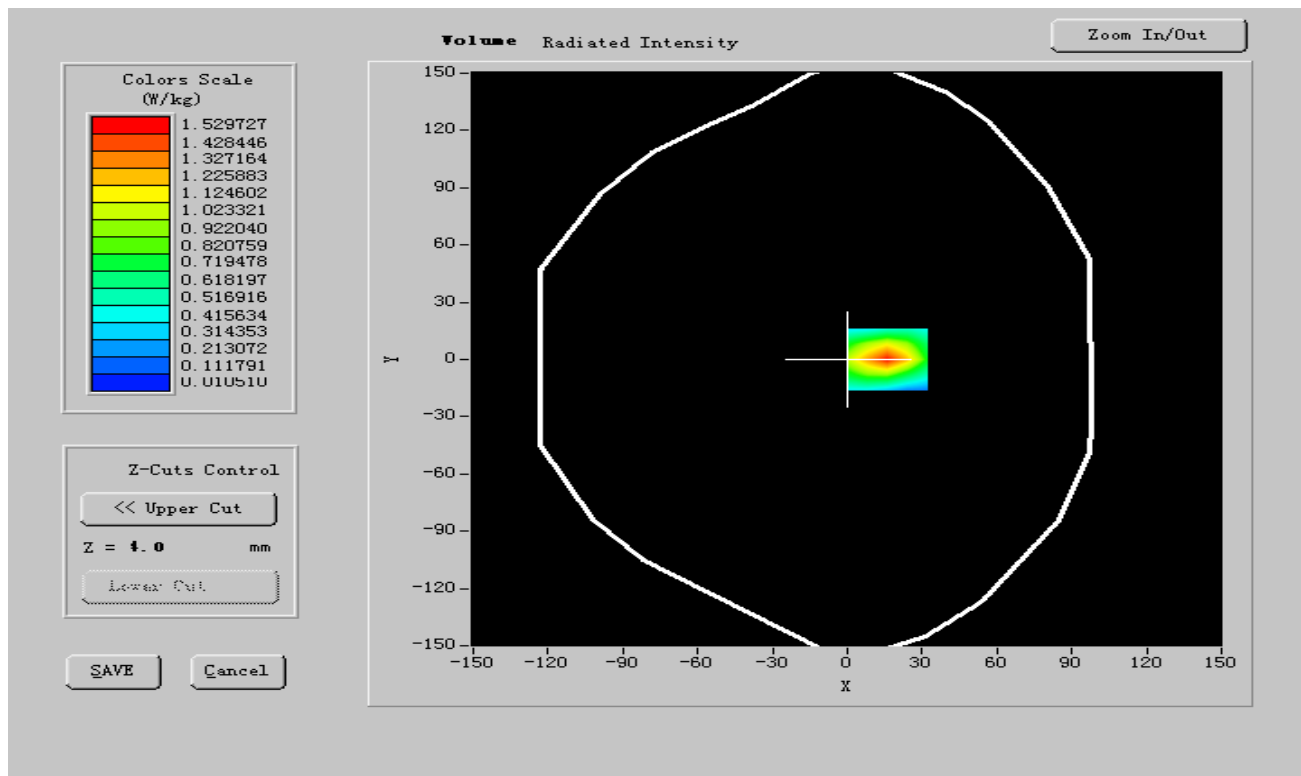 Volume Radiated Intensity
Zoom In/Out
Colors Scale
(W/kg)
1.529727
1.428446
1.327164
1.225883
1.124602
1.023321
0.922040
0.820759
0.719478
0.618197
0.516916
0.415634
0.314353
0.213072
0.111791
0.010510
Z-Cuts Control
<< Upper Cut
Z = 4.0 mm
Lower Cut
SAVE
Cancel
150
120
90
60
30
0
-30
-60
-90
-120
-150
Y
-150 -120 -90 -60 -30 0 30 60 90 120 150
X